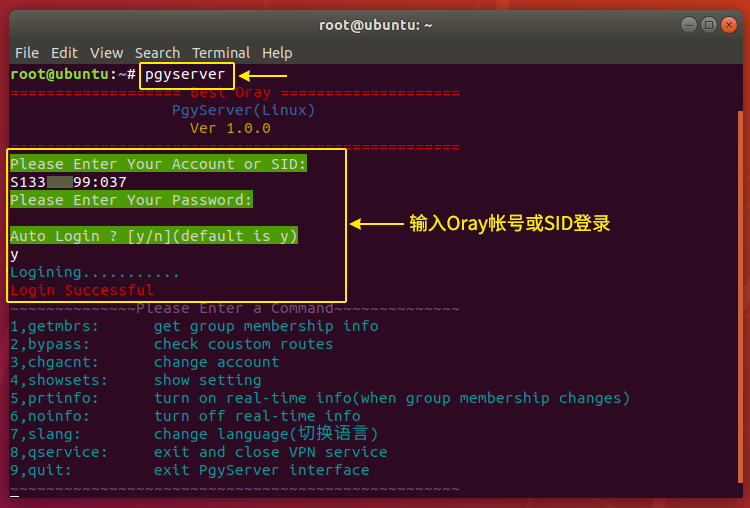 root@ubuntu: ~
File Edit View Search Terminal Help
root@ubuntu:~# pgyserver
=================== Best Oray ====================
PgyServer(Linux)
Ver 1.0.0
==================================================
Please Enter Your Account or SID:
S133 99:037
Please Enter Your Password:
Auto Login ? [y/n](default is y)
y
Logining...........
Login Successful
输入Oray帐号或SID登录
~~~~~~~~~~~~~~Please Enter a Command~~~~~~~~~~~~~~
1,getmbrs: get group membership info
2,bypass: check coustom routes
3,chgacnt: change account
4,showsets: show setting
5,prtinfo: turn on real-time info(when group membership changes)
6,noinfo: turn off real-time info
7,slang: change language(切换语言)
8,qservice: exit and close VPN service
9,quit: exit PgyServer interface
~~~~~~~~~~~~~~~~~~~~~~~~~~~~~~~~~~~~~~~~~~~~~~~~~~